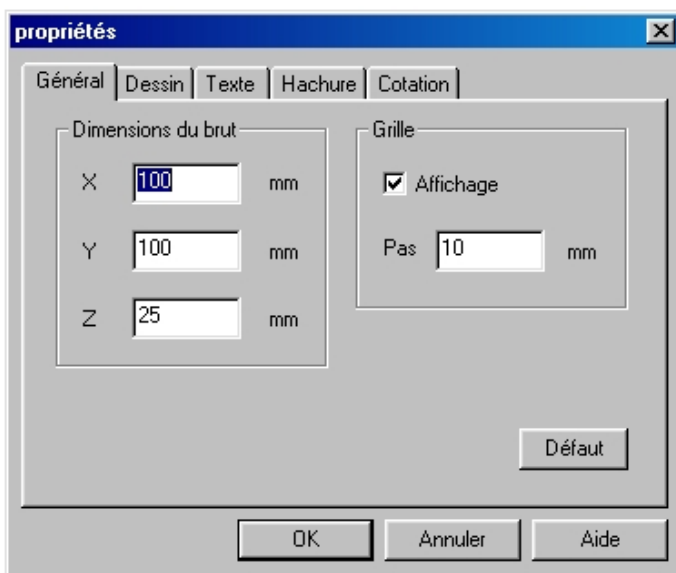 propriétés
Général Dessin Texte Hachure Cotation
Dimensions du brut
X 100 mm
Y 100 mm
Z 25 mm
Grille
Affichage
Pas 10 mm
Défaut
OK Annuler Aide